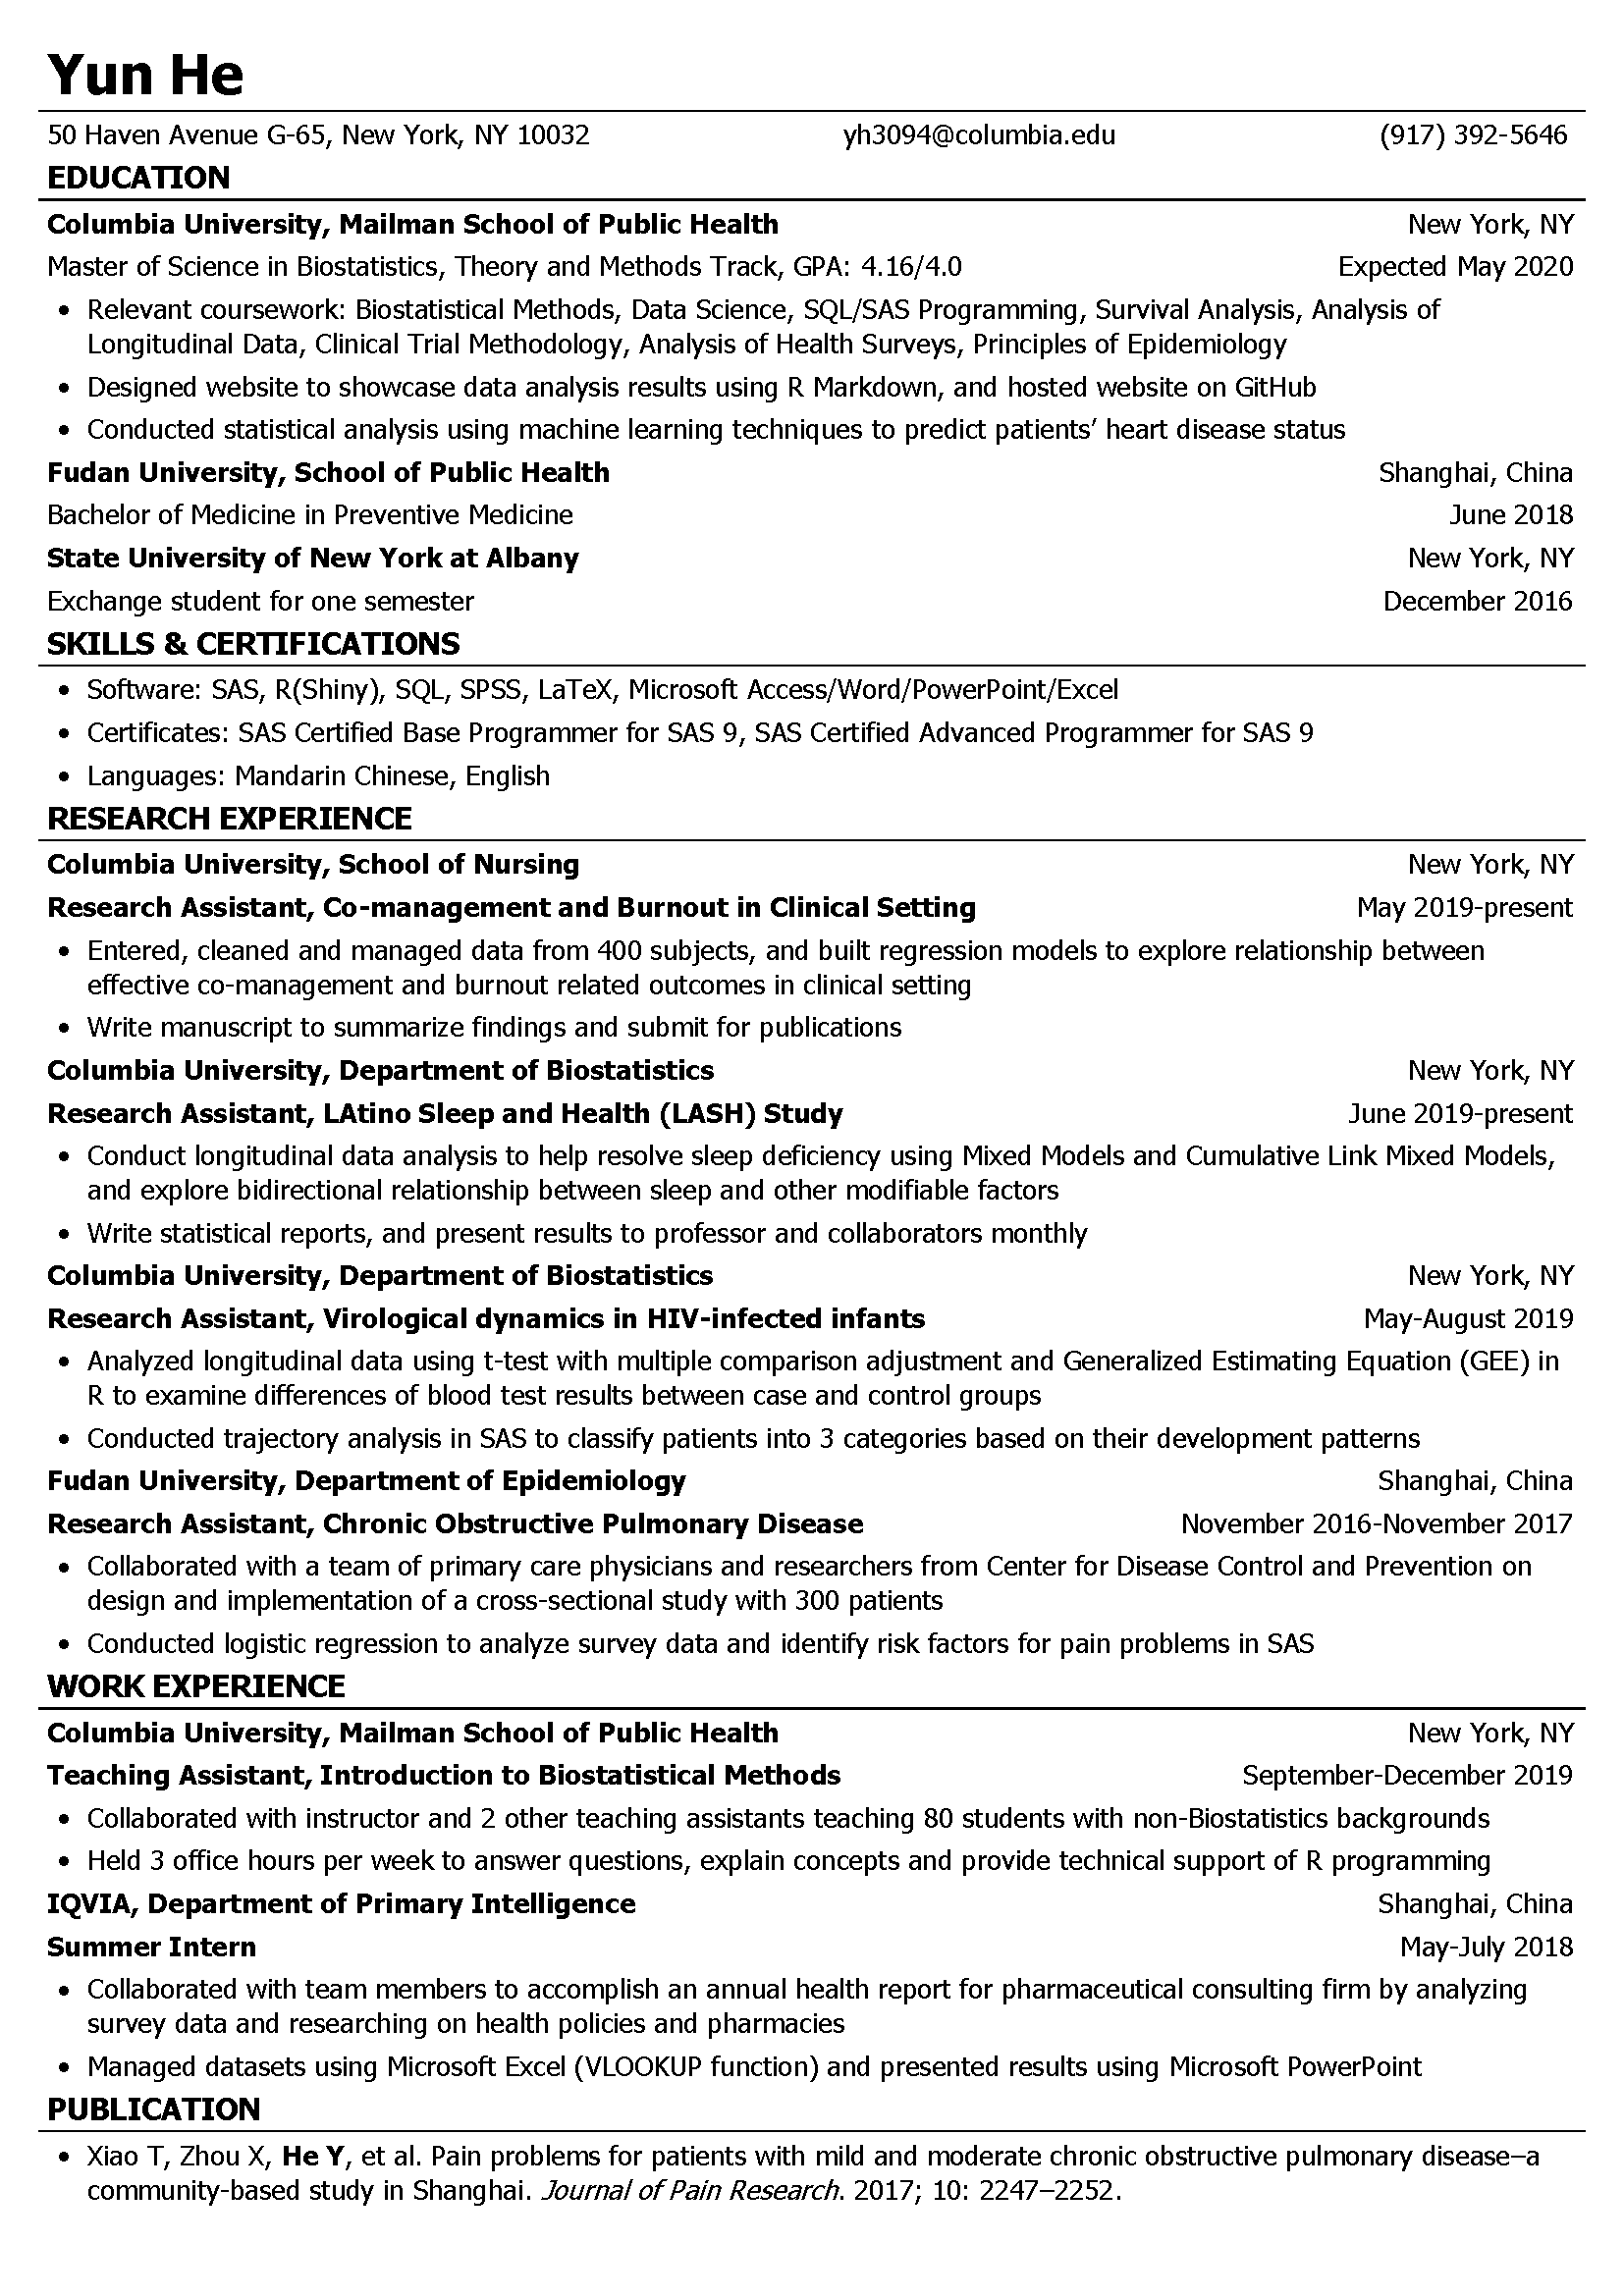 Yun He
50 Haven Avenue G-65, New York, NY 10032 yh3094@columbia.edu (917) 392-5646
EDUCATION
Columbia University, Mailman School of Public Health New York, NY
Master of Science in Biostatistics, Theory and Methods Track, GPA: 4.16/4.0 Expected May 2020
• Relevant coursework: Biostatistical Methods, Data Science, SQL/SAS Programming, Survival Analysis, Analysis of
Longitudinal Data, Clinical Trial Methodology, Analysis of Health Surveys, Principles of Epidemiology
• Designed website to showcase data analysis results using R Markdown, and hosted website on GitHub
• Conducted statistical analysis using machine learning techniques to predict patients’ heart disease status
Fudan University, School of Public Health Shanghai, China
Bachelor of Medicine in Preventive Medicine June 2018
State University of New York at Albany New York, NY
Exchange student for one semester December 2016
SKILLS & CERTIFICATIONS
• Software: SAS, R(Shiny), SQL, SPSS, LaTeX, Microsoft Access/Word/PowerPoint/Excel
• Certificates: SAS Certified Base Programmer for SAS 9, SAS Certified Advanced Programmer for SAS 9
• Languages: Mandarin Chinese, English
RESEARCH EXPERIENCE
Columbia University, School of Nursing New York, NY
Research Assistant, Co-management and Burnout in Clinical Setting May 2019-present
• Entered, cleaned and managed data from 400 subjects, and built regression models to explore relationship between
effective co-management and burnout related outcomes in clinical setting
• Write manuscript to summarize findings and submit for publications
Columbia University, Department of Biostatistics New York, NY
Research Assistant, LAtino Sleep and Health (LASH) Study June 2019-present
• Conduct longitudinal data analysis to help resolve sleep deficiency using Mixed Models and Cumulative Link Mixed Models,
and explore bidirectional relationship between sleep and other modifiable factors
• Write statistical reports, and present results to professor and collaborators monthly
Columbia University, Department of Biostatistics New York, NY
Research Assistant, Virological dynamics in HIV-infected infants May-August 2019
• Analyzed longitudinal data using t-test with multiple comparison adjustment and Generalized Estimating Equation (GEE) in
R to examine differences of blood test results between case and control groups
• Conducted trajectory analysis in SAS to classify patients into 3 categories based on their development patterns
Fudan University, Department of Epidemiology Shanghai, China
Research Assistant, Chronic Obstructive Pulmonary Disease November 2016-November 2017
• Collaborated with a team of primary care physicians and researchers from Center for Disease Control and Prevention on
design and implementation of a cross-sectional study with 300 patients
• Conducted logistic regression to analyze survey data and identify risk factors for pain problems in SAS
WORK EXPERIENCE
Columbia University, Mailman School of Public Health New York, NY
Teaching Assistant, Introduction to Biostatistical Methods September-December 2019
• Collaborated with instructor and 2 other teaching assistants teaching 80 students with non-Biostatistics backgrounds
• Held 3 office hours per week to answer questions, explain concepts and provide technical support of R programming
IQVIA, Department of Primary Intelligence Shanghai, China
Summer Intern May-July 2018
• Collaborated with team members to accomplish an annual health report for pharmaceutical consulting firm by analyzing
survey data and researching on health policies and pharmacies
• Managed datasets using Microsoft Excel (VLOOKUP function) and presented results using Microsoft PowerPoint
PUBLICATION
• Xiao T, Zhou X, He Y, et al. Pain problems for patients with mild and moderate chronic obstructive pulmonary disease–a
community-based study in Shanghai. Journal of Pain Research. 2017; 10: 2247–2252.